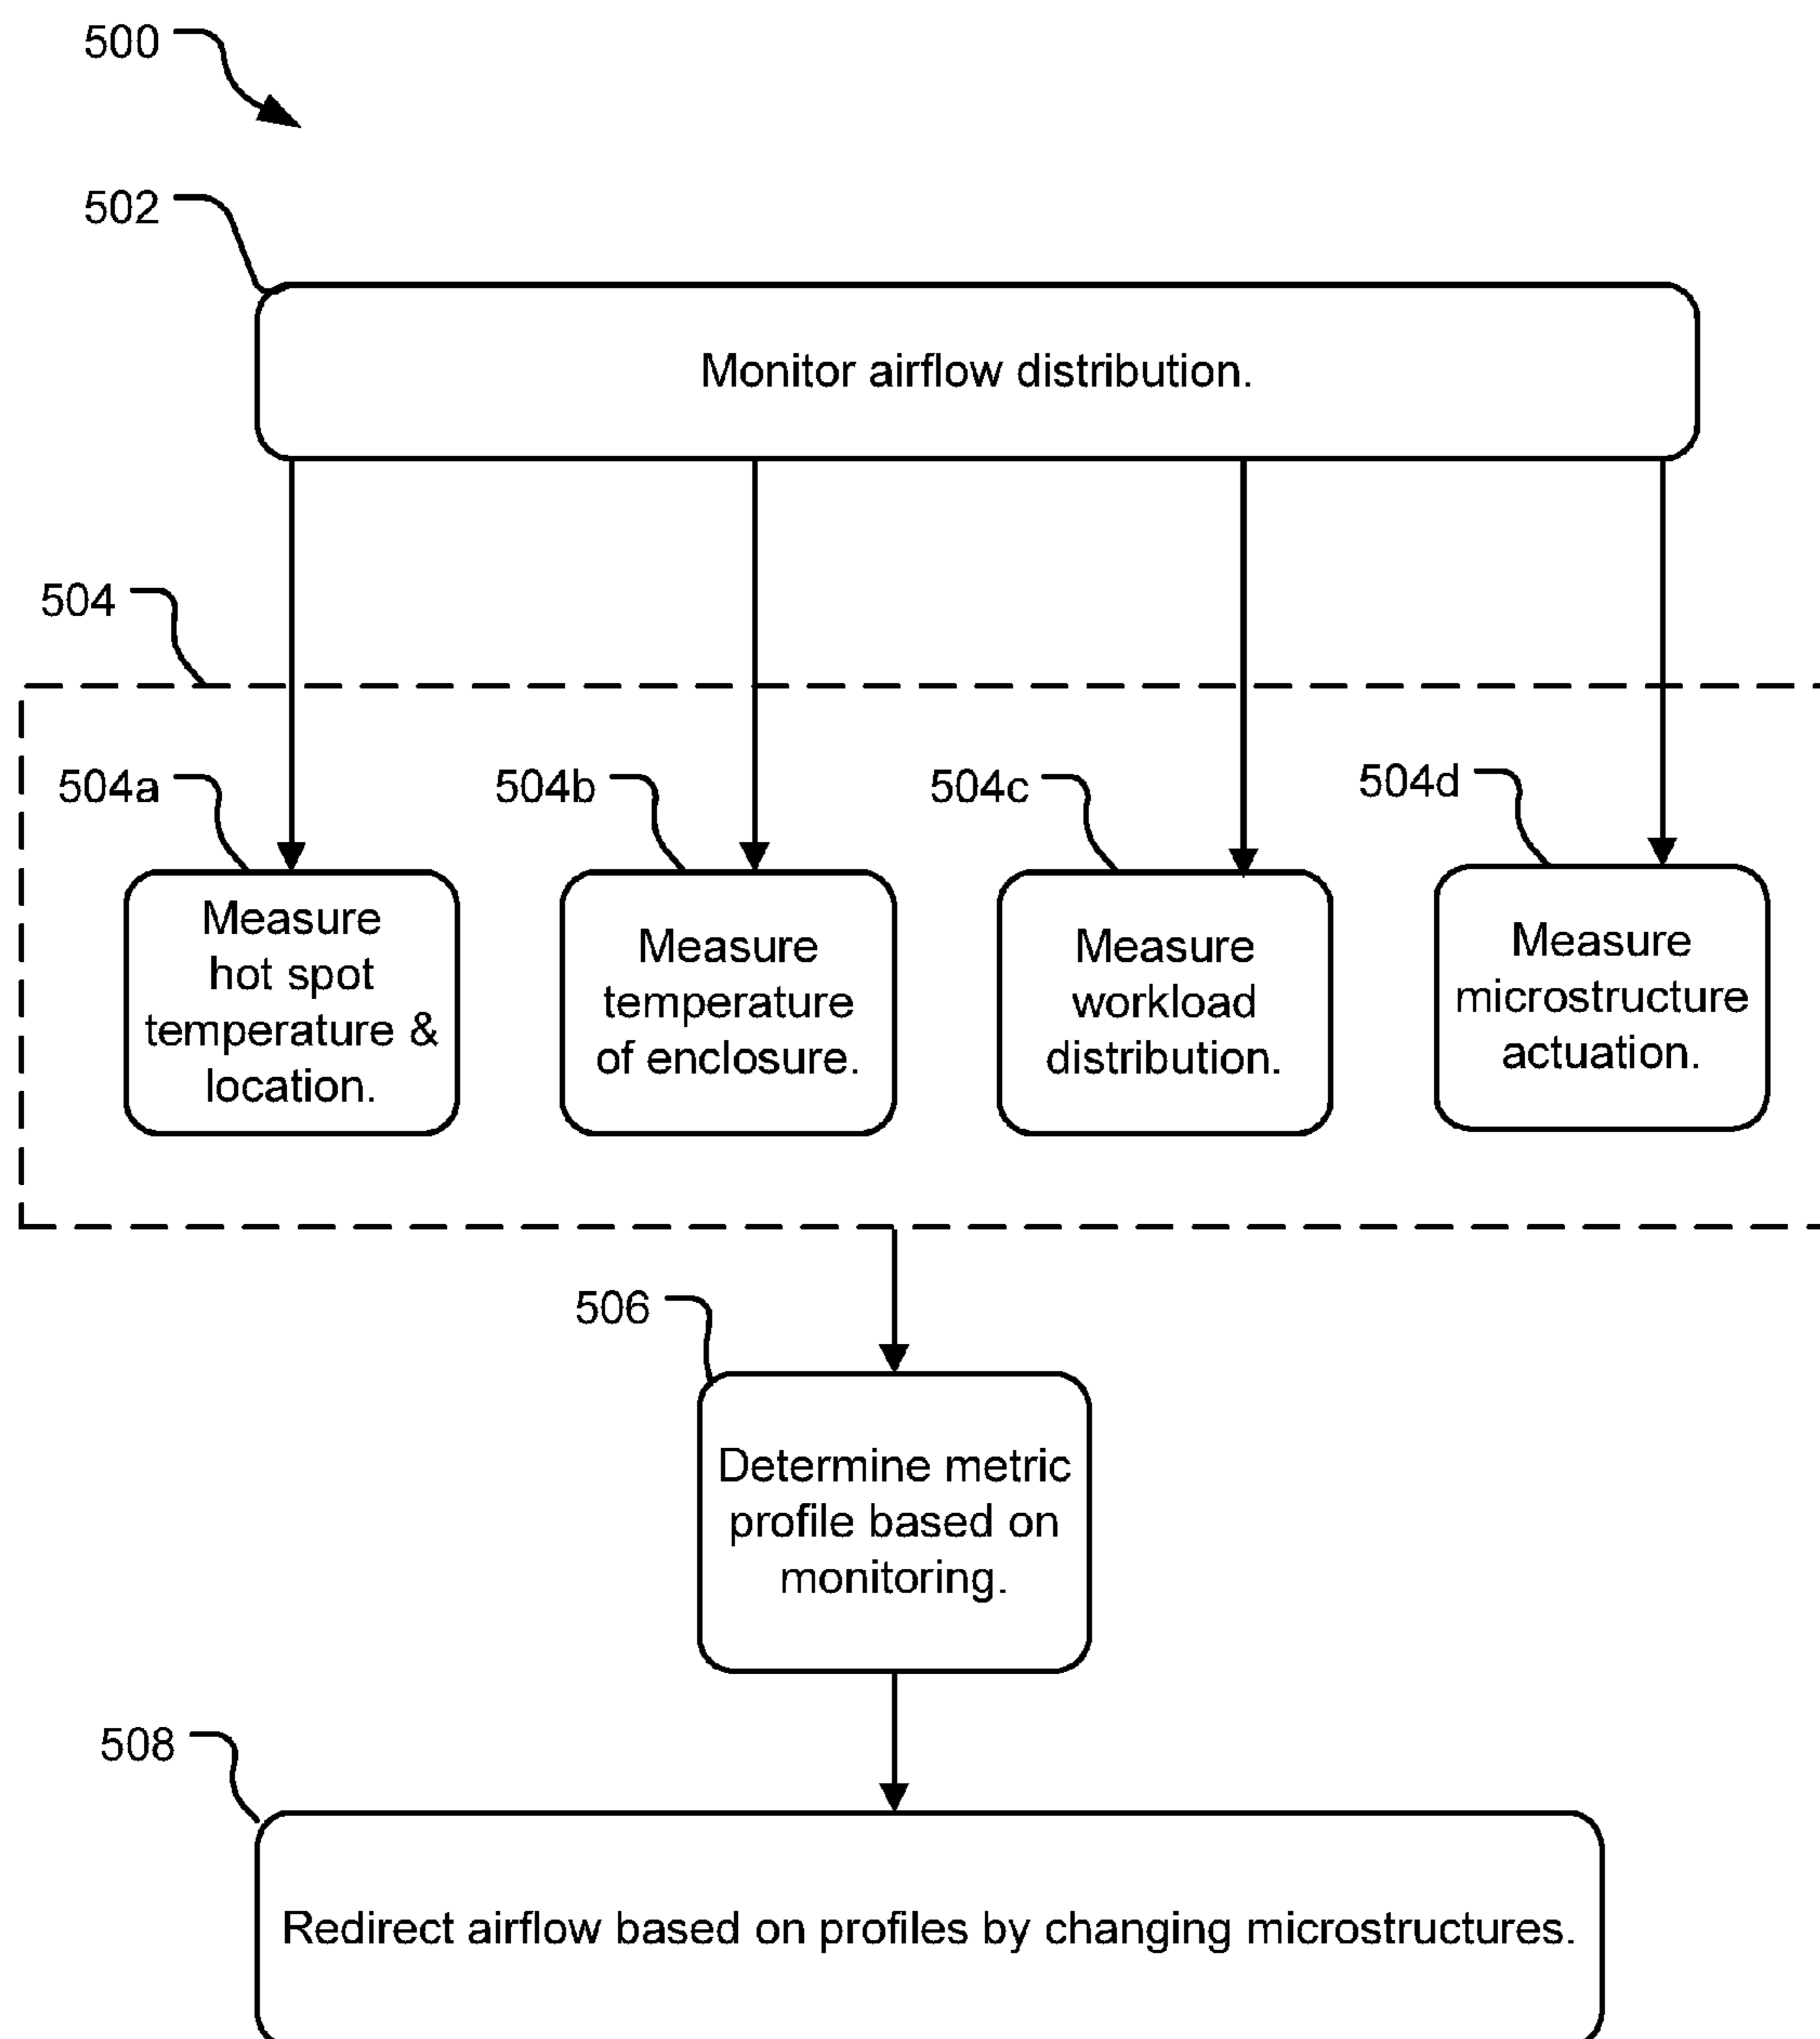 500
502
Monitor airflow distribution.
504
504a
504b
504c
504d
Measure
hot spot
temperature &
location.
Measure
temperature
of enclosure.
Measure
workload
distribution.
Measure
microstructure
actuation.
506
Determine metric
profile based on
monitoring.
508
Redirect airflow based on profiles by changing microstructures.